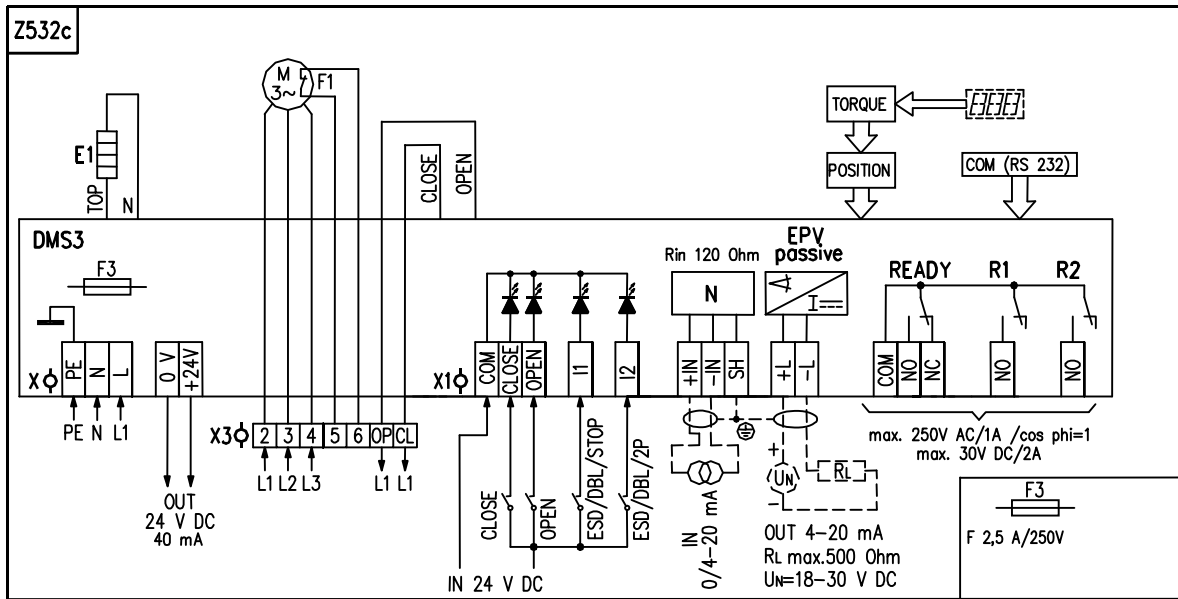 Z532c
M
3~
F1
TORQUE
EEEE
E1
TOP
N
CLOSE
OPEN
POSITION
COM (RS 232)
DMS3
F3
Rin 120 Ohm
N
EPV
passive
I
READY
R1
R2
X
PE
N
L
0 V
+24V
X1
COM
CLOSE
OPEN
I1
I2
+IN
-IN
SH
+L
-L
COM
NO
NC
NO
NO
PE N L1
X3
2 3 4 5 6 OP CL
L1 L2 L3
L1 L1
OUT
24 V DC
40 mA
CLOSE
OPEN
ESD/DBL/STOP
ESD/DBL/2P
IN 24 V DC
IN
0/4-20 mA
+
UN
-
RL
OUT 4-20 mA
RL max.500 Ohm
UN=18-30 V DC
max. 250V AC/1A /cos phi=1
max. 30V DC/2A
F3
F 2,5 A/250V